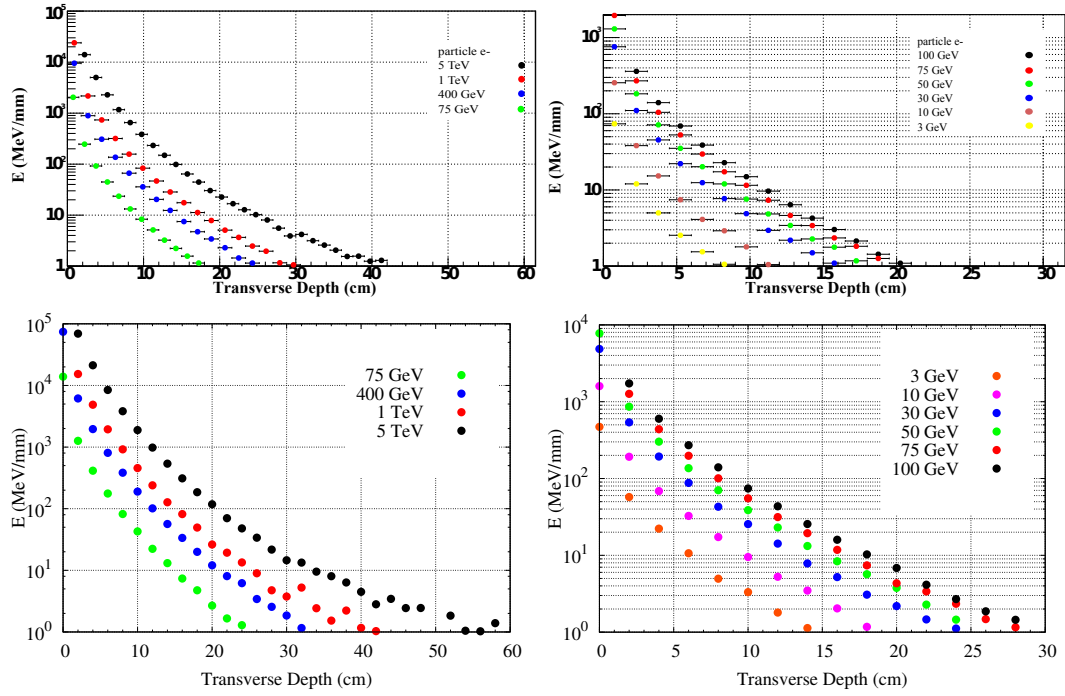 10^5
10^4
10^3
10^2
10
1
E (MeV/mm)
particle e-
5 TeV
1 TeV
400 GeV
75 GeV
0 10 20 30 40 50 60
Transverse Depth (cm)
10^3
10^2
10
1
E (MeV/mm)
particle e-
100 GeV
75 GeV
50 GeV
30 GeV
10 GeV
3 GeV
0 5 10 15 20 25 30
Transverse Depth (cm)
10^5
10^4
10^3
10^2
10^1
10^0
E (MeV/mm)
75 GeV
400 GeV
1 TeV
5 TeV
0 10 20 30 40 50 60
Transverse Depth (cm)
10^4
10^3
10^2
10^1
10^0
E (MeV/mm)
3 GeV
10 GeV
30 GeV
50 GeV
75 GeV
100 GeV
0 5 10 15 20 25 30
Transverse Depth (cm)